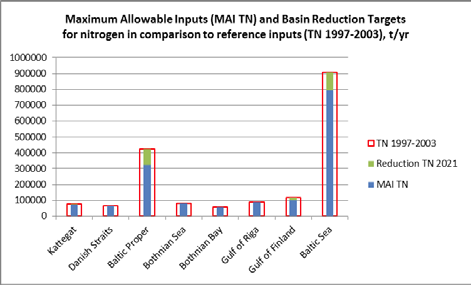 Maximum Allowable Inputs (MAI TN) and Basin Reduction Targets
for nitrogen in comparison to reference inputs (TN 1997-2003), t/yr
1000000
900000
800000
700000
600000
500000
400000
300000
200000
100000
0
Kattegat
Danish Straits
Baltic Proper
Bothnian Sea
Bothnian Bay
Gulf of Riga
Gulf of Finland
Baltic Sea
TN 1997-2003
Reduction TN 2021
MAI TN